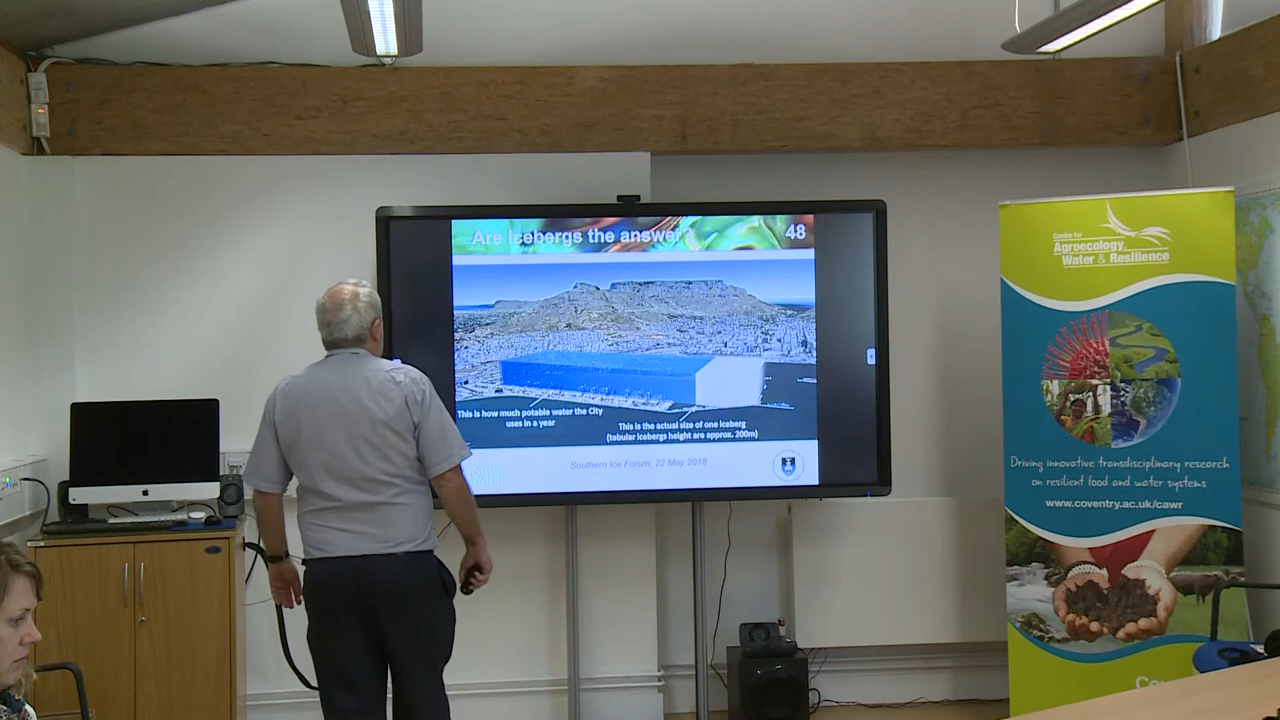 Are icebergs the answer?
48
This is how much potable water the City
uses in a year
This is the actual size of one iceberg
(tabular icebergs height are approx. 200m)
Southern Ice Forum, 22 May 2018
Centre for
Agroecology,
Water & Resilience
Driving innovative transdisciplinary research
on resilient food and water systems
www.coventry.ac.uk/cawr